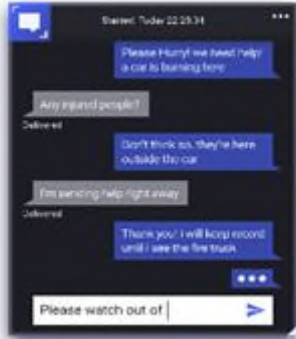 Started: Today 22:29:34
Please Hurry! we need help
a car is burning here
Any injured people?
Delivered
Don't think so, they're here
outside the car
I'm sending help right away
Delivered
Thank you! i will keep record
until i see the fire truck
Please watch out of